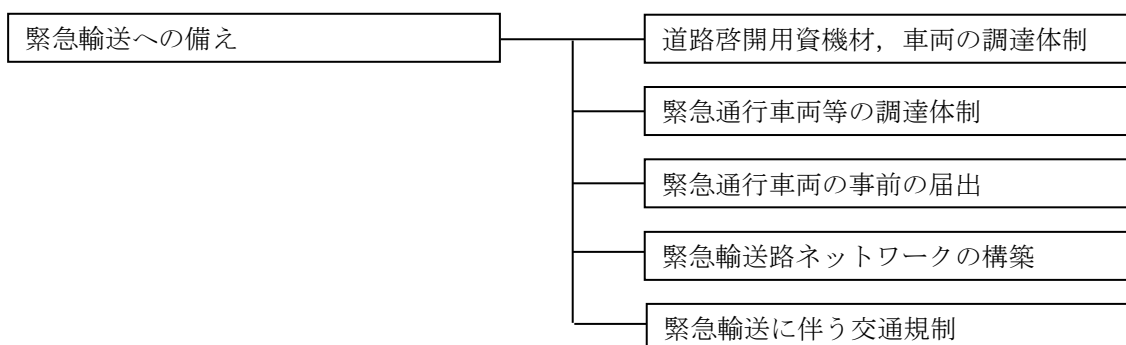 緊急輸送への備え
道路啓開用資機材，車両の調達体制
緊急通行車両等の調達体制
緊急通行車両の事前の届出
緊急輸送路ネットワークの構築
緊急輸送に伴う交通規制